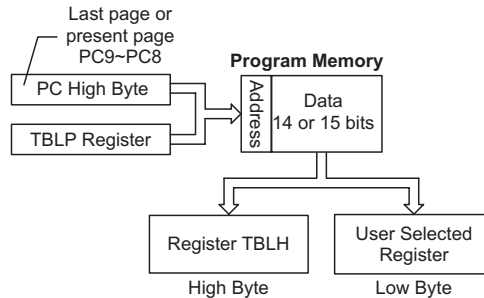 Last page or
present page
PC9~PC8
Program Memory
PC High Byte
TBLP Register
Address
Data
14 or 15 bits
Register TBLH
User Selected
Register
High Byte
Low Byte